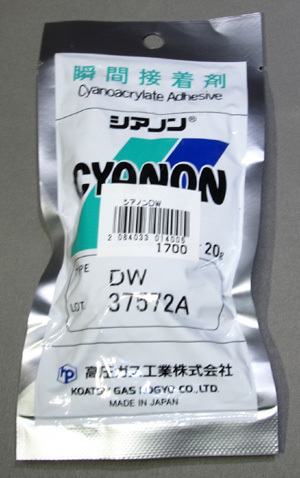 瞬間接着剤
Cyanoacrylate Adhesive
シアノン®
CYANON
シアノンDW
2 084033 014005
1700
20g
TYPE DW
LOT. 37572A
高圧ガス工業株式会社
KOATSU GAS KOGYO CO., LTD.
MADE IN JAPAN